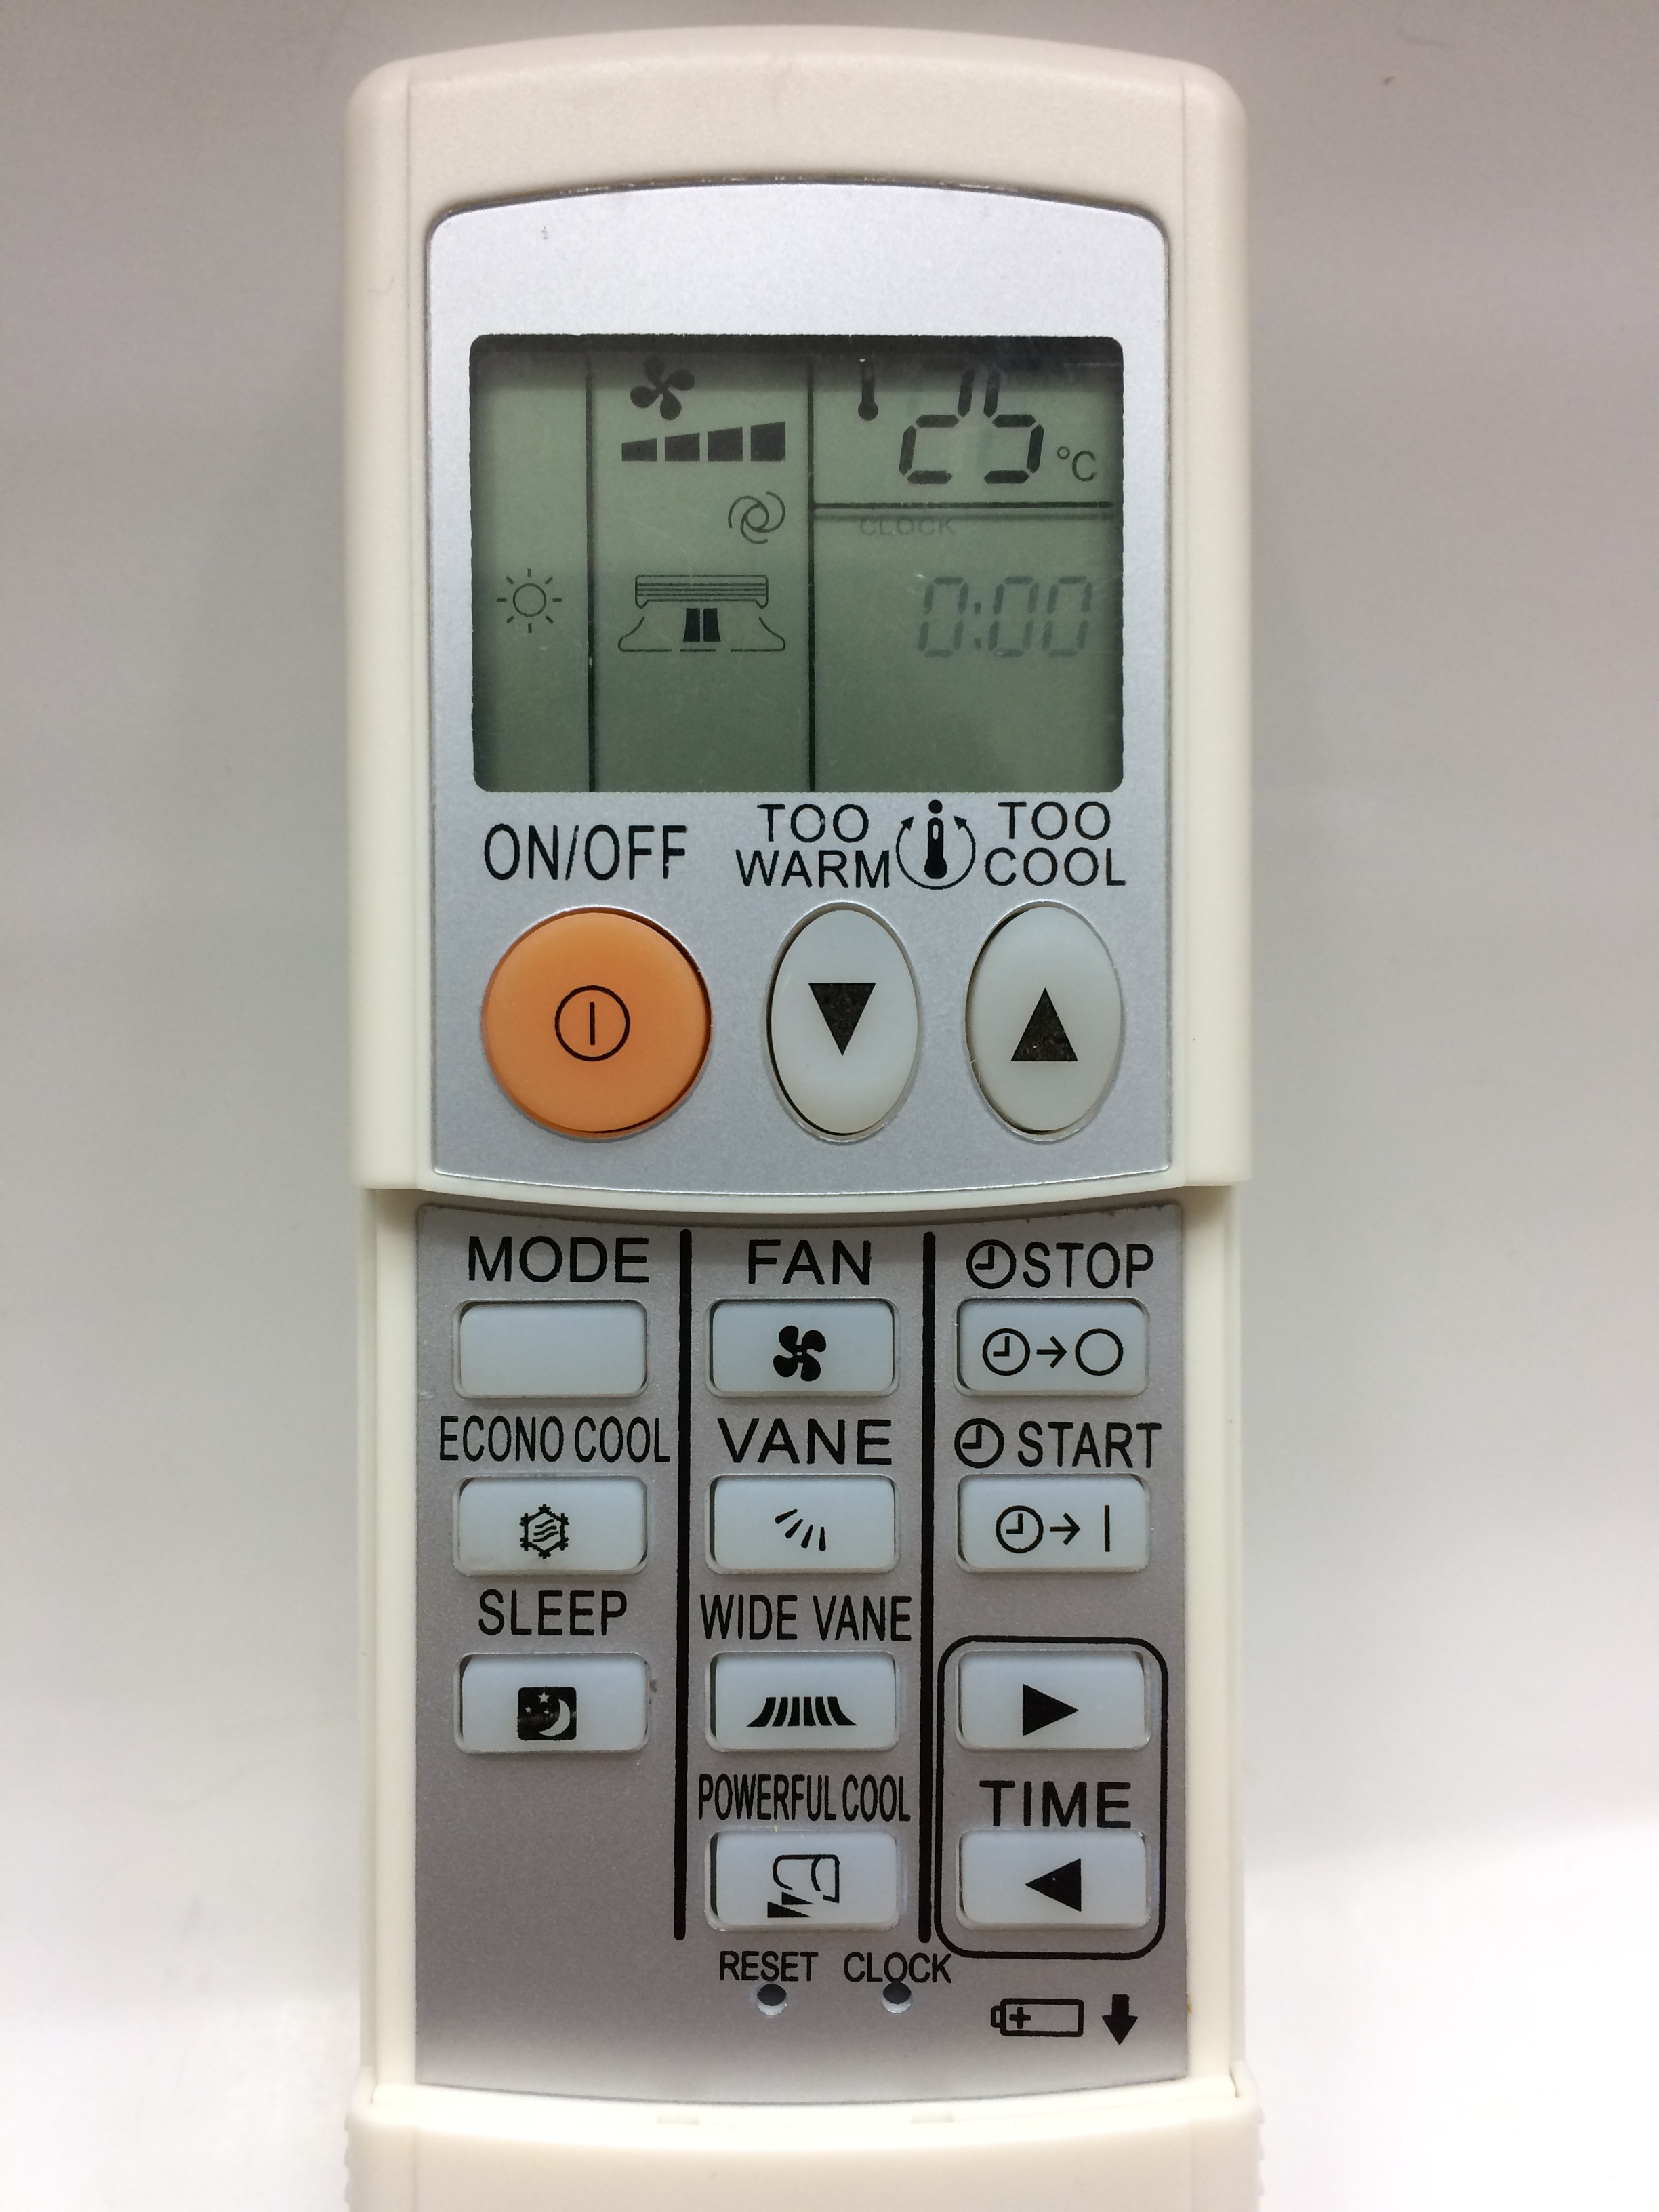 25 °C
CLOCK
0:00
ON/OFF
TOO WARM
TOO COOL
MODE
FAN
STOP
ECONO COOL
VANE
START
SLEEP
WIDE VANE
POWERFUL COOL
TIME
RESET
CLOCK